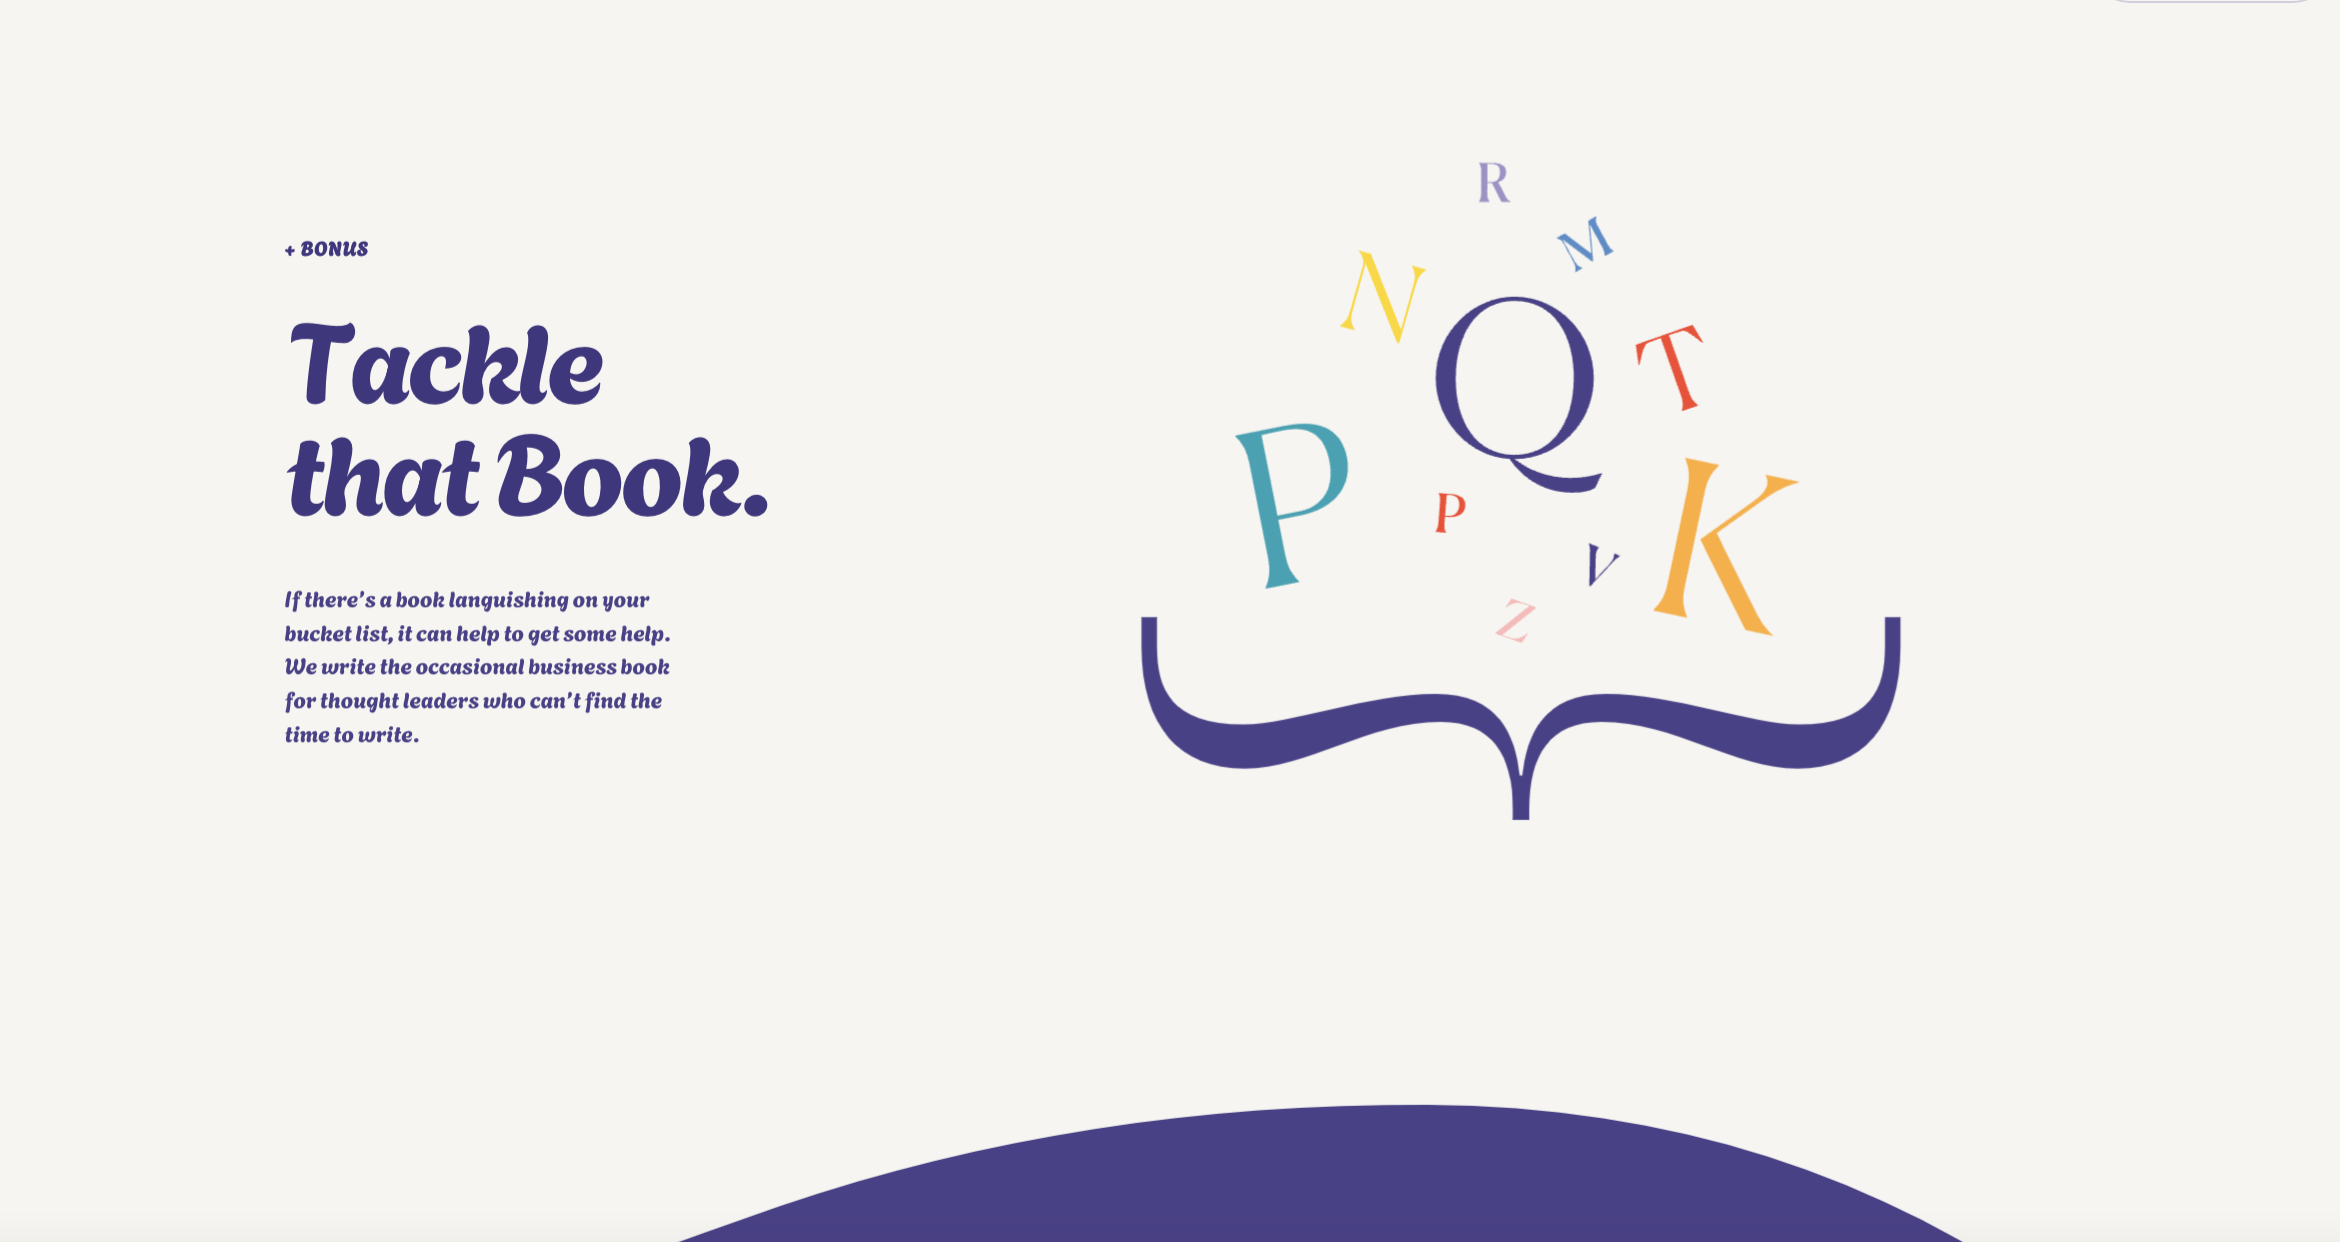 + BONUS
Tackle
that Book.
If there's a book languishing on your
bucket list, it can help to get some help.
We write the occasional business book
for thought leaders who can't find the
time to write.
R
M
N
Q
T
P
K
P
V
Z